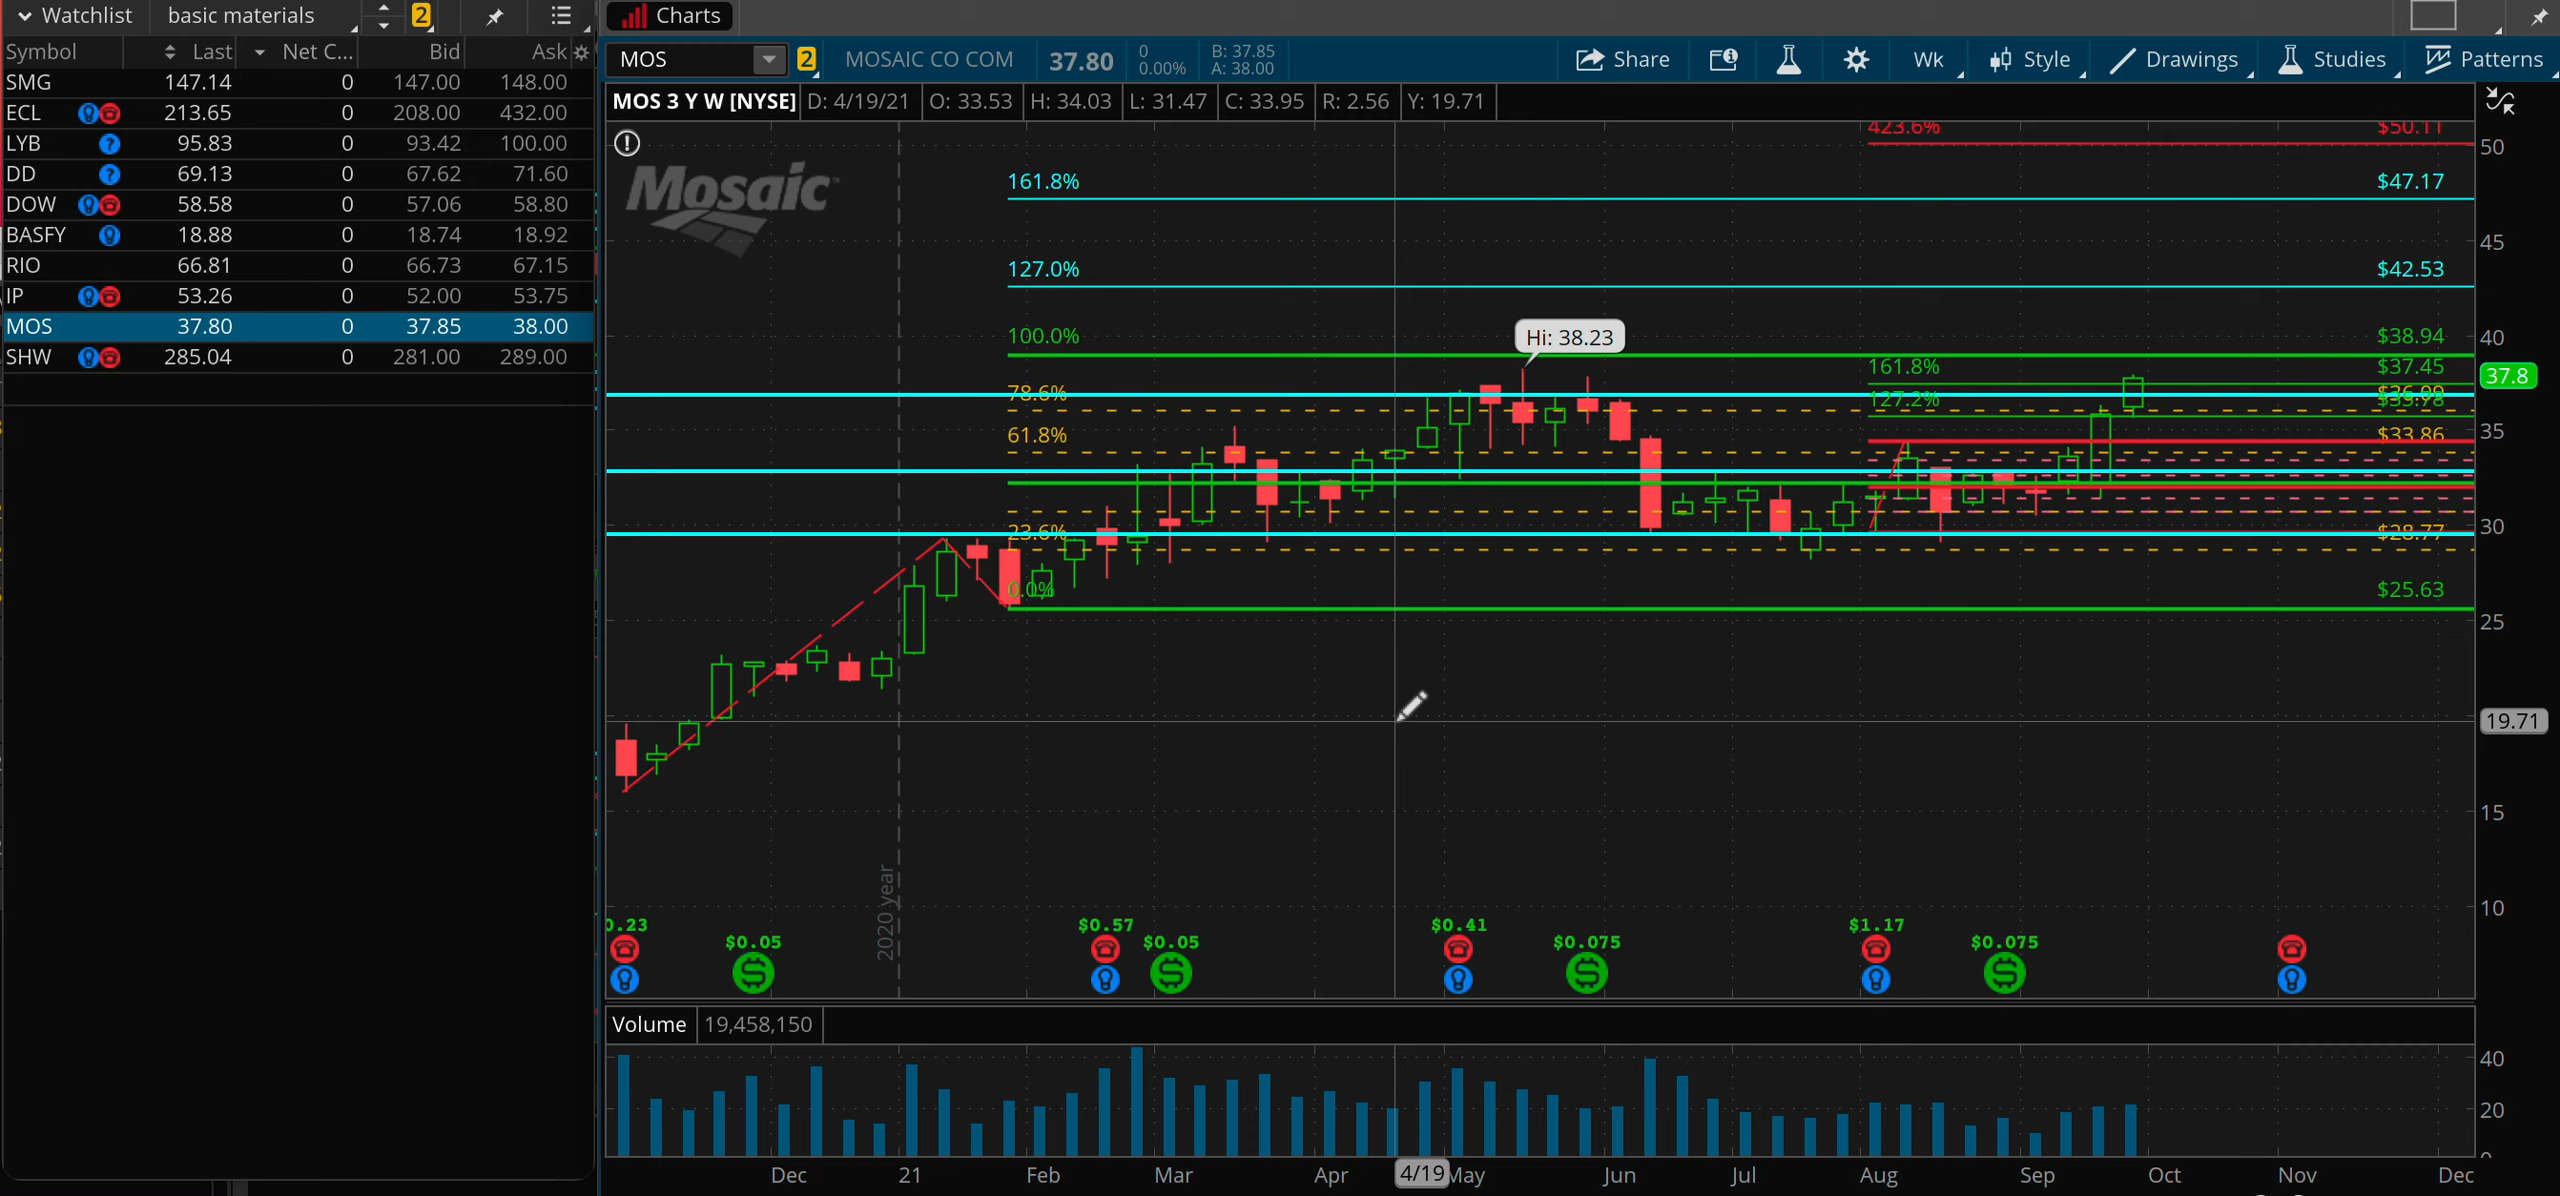 Watchlist basic materials 2
Symbol Last Net C... Bid Ask
SMG 147.14 0 147.00 148.00
ECL 213.65 0 208.00 432.00
LYB 95.83 0 93.42 100.00
DD 69.13 0 67.62 71.60
DOW 58.58 0 57.06 58.80
BASFY 18.88 0 18.74 18.92
RIO 66.81 0 66.73 67.15
IP 53.26 0 52.00 53.75
MOS 37.80 0 37.85 38.00
SHW 285.04 0 281.00 289.00
Charts
MOS 2 MOSAIC CO COM 37.80 0 0.00% B: 37.85 A: 38.00 Share Wk Style Drawings Studies Patterns
MOS 3 Y W [NYSE] D: 4/19/21 O: 33.53 H: 34.03 L: 31.47 C: 33.95 R: 2.56 Y: 19.71
Mosaic
423.6% $50.11
50
161.8% $47.17
45
127.0% $42.53
100.0% Hi: 38.23 $38.94 40
161.8% $37.45
37.8
78.6% 127.2% $36.09 $35.78
61.8% $33.86 35
23.6% $28.77 30
0.0% $25.63
25
19.71
15
10
2020 year
0.23 $0.57 $0.41 $1.17
$0.05 $0.05 $0.075 $0.075
Volume 19,458,150
40
20
0
Dec 21 Feb Mar Apr 4/19 May Jun Jul Aug Sep Oct Nov Dec